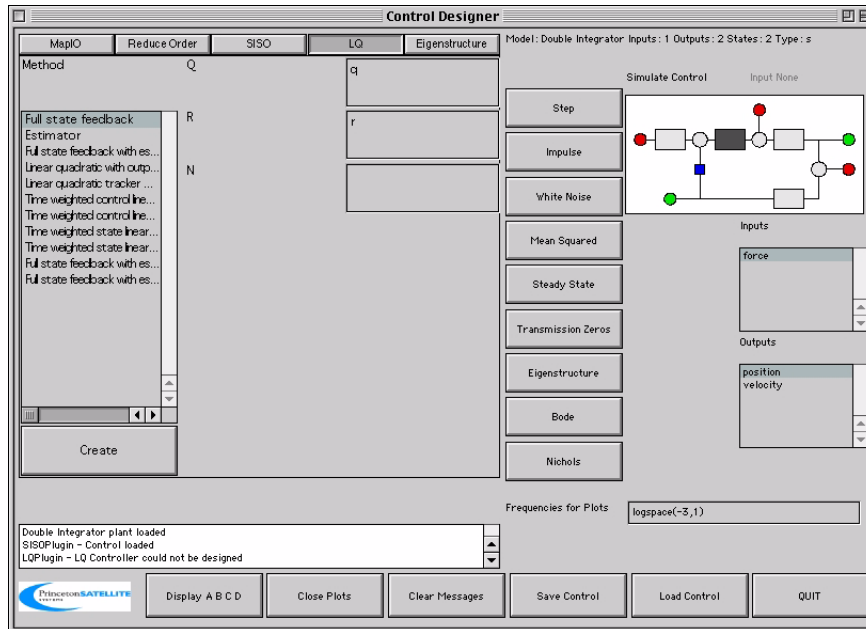 Control Designer
MapIO Reduce Order SISO LQ Eigenstructure
Model: Double Integrator Inputs: 1 Outputs: 2 States: 2 Type: s
Method Q q
Simulate Control Input None
Full state feedback R r
Estimator
Full state feedback with es...
Linear quadratic with outp...
Linear quadratic tracker ...
Time weighted control line...
Time weighted control line...
Time weighted state linear...
Time weighted state linear...
Full state feedback with es...
Full state feedback with es...
N
Create
Step
Impulse
White Noise
Mean Squared
Steady State
Transmission Zeros
Eigenstructure
Bode
Nichols
Inputs
force
Outputs
position
velocity
Frequencies for Plots logspace(-3,1)
Double Integrator plant loaded
SISOPlugin - Control loaded
LQPlugin - LQ Controller could not be designed
Princeton SATELLITE
SYSTEMS
Display A B C D Close Plots Clear Messages Save Control Load Control QUIT